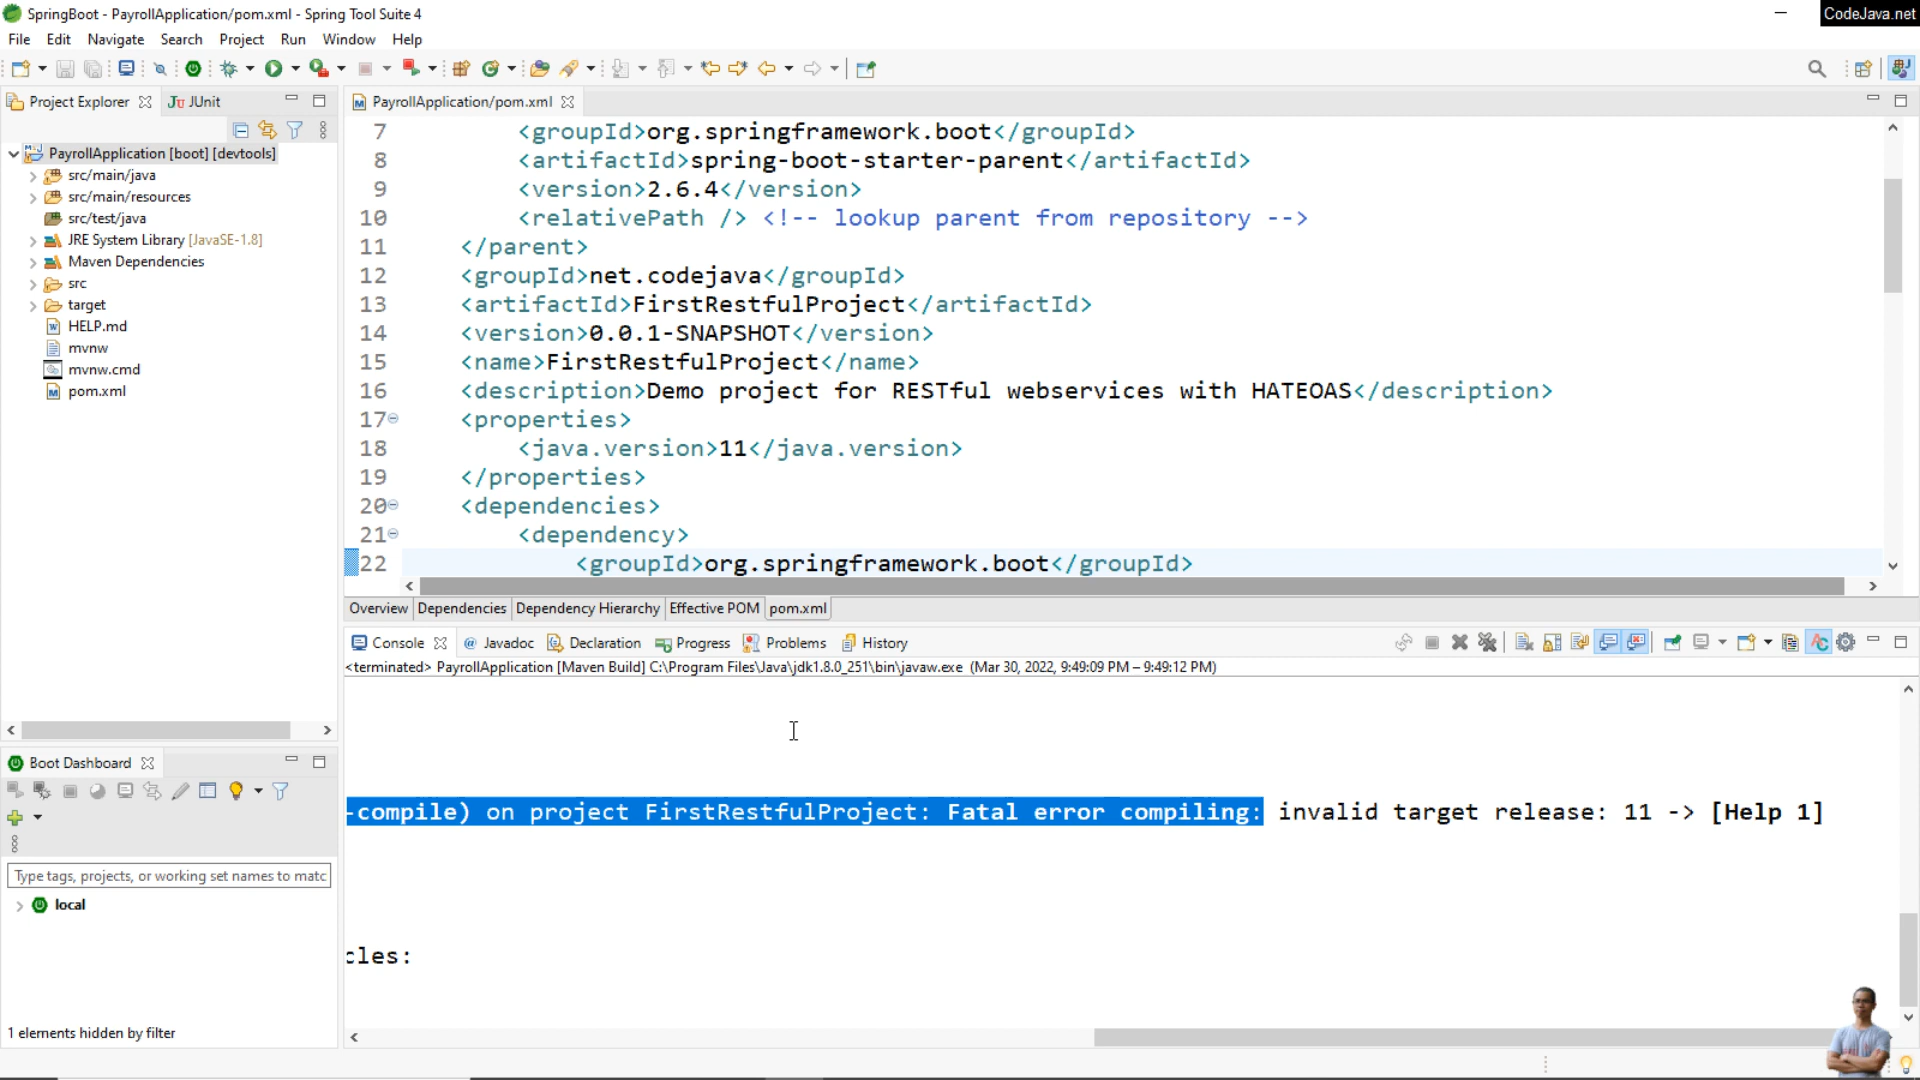 SpringBoot - PayrollApplication/pom.xml - Spring Tool Suite 4
CodeJava.net
File Edit Navigate Search Project Run Window Help
Project Explorer JUnit
PayrollApplication/pom.xml
PayrollApplication [boot] [devtools]
src/main/java
src/main/resources
src/test/java
JRE System Library [JavaSE-1.8]
Maven Dependencies
src
target
HELP.md
mvnw
mvnw.cmd
pom.xml
7 <groupId>org.springframework.boot</groupId>
8 <artifactId>spring-boot-starter-parent</artifactId>
9 <version>2.6.4</version>
10 <relativePath /> <!-- lookup parent from repository -->
11 </parent>
12 <groupId>net.codejava</groupId>
13 <artifactId>FirstRestfulProject</artifactId>
14 <version>0.0.1-SNAPSHOT</version>
15 <name>FirstRestfulProject</name>
16 <description>Demo project for RESTful webservices with HATEOAS</description>
17 <properties>
18 <java.version>11</java.version>
19 </properties>
20 <dependencies>
21 <dependency>
22 <groupId>org.springframework.boot</groupId>
Overview Dependencies Dependency Hierarchy Effective POM pom.xml
Console Javadoc Declaration Progress Problems History
<terminated> PayrollApplication [Maven Build] C:\Program Files\Java\jdk1.8.0_251\bin\javaw.exe (Mar 30, 2022, 9:49:09 PM – 9:49:12 PM)
-compile) on project FirstRestfulProject: Fatal error compiling: invalid target release: 11 -> [Help 1]
cles:
Boot Dashboard
Type tags, projects, or working set names to matc
local
1 elements hidden by filter